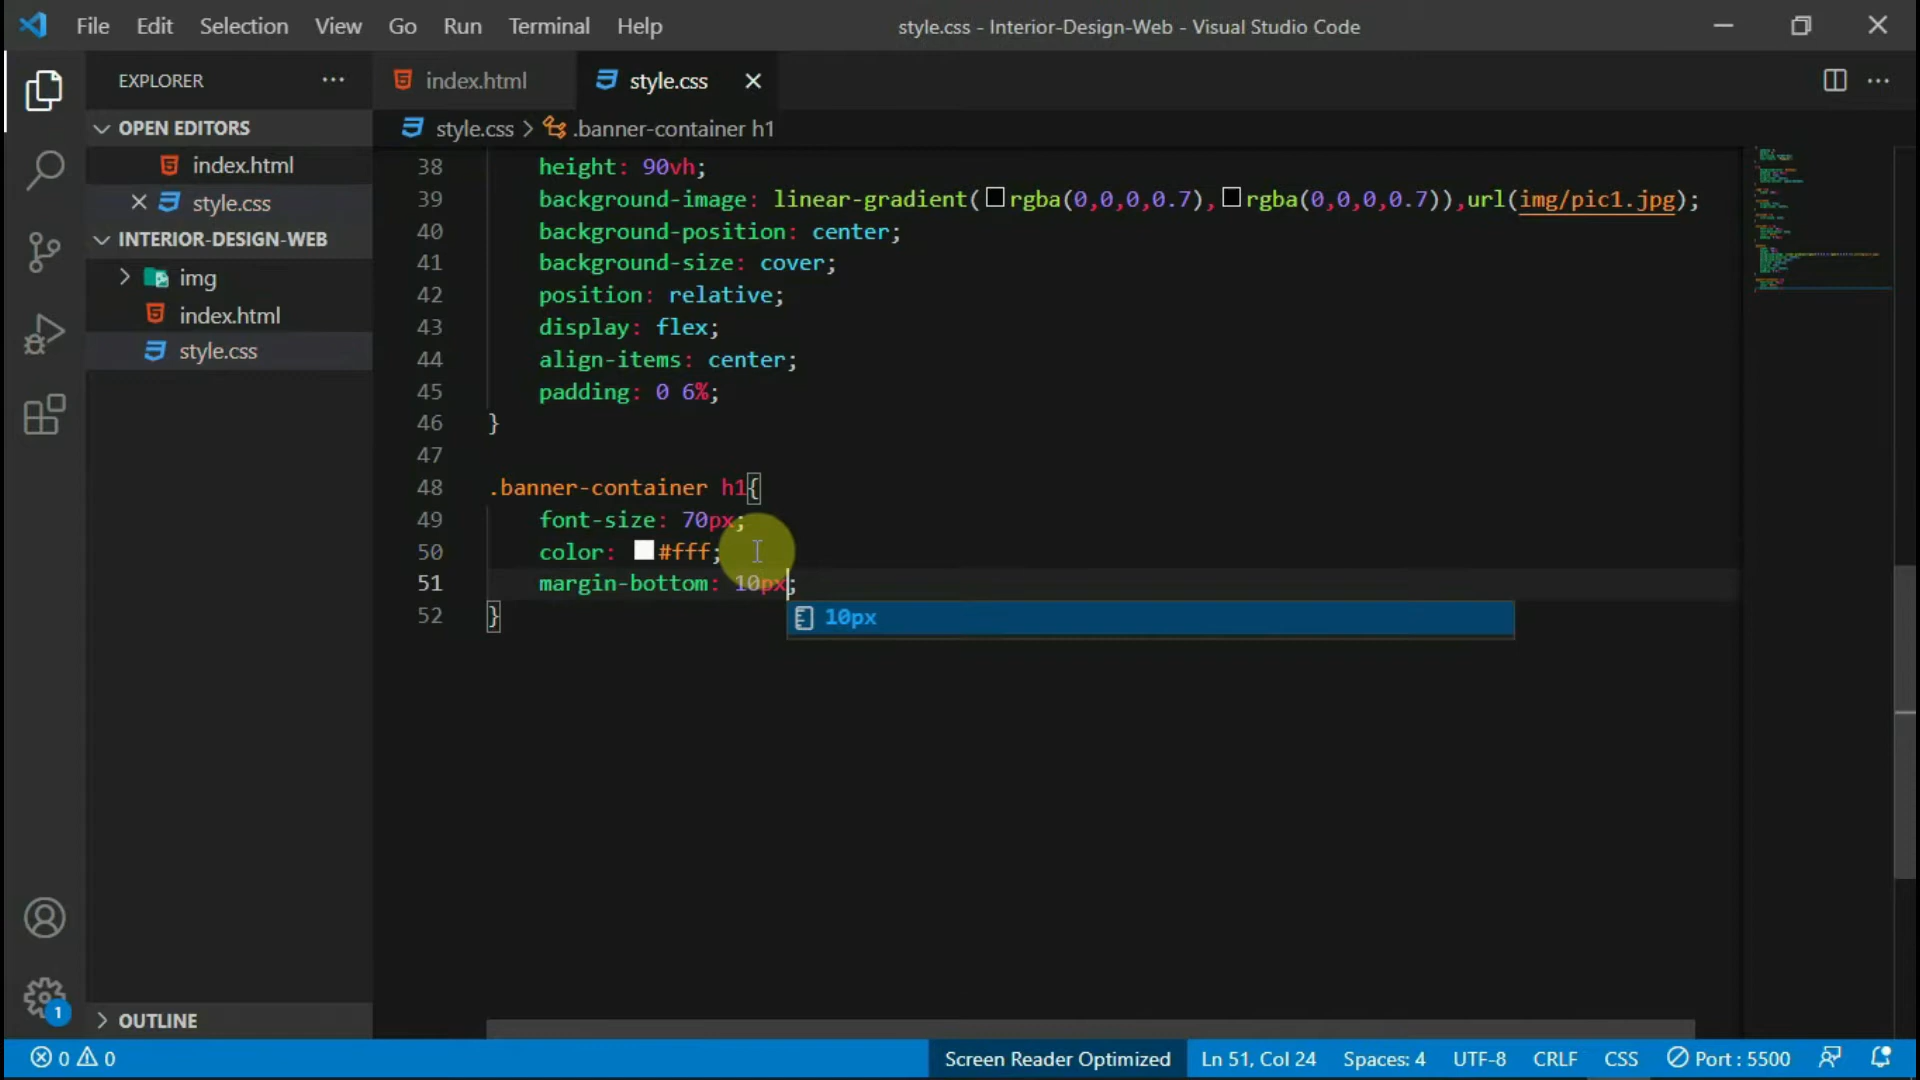 File Edit Selection View Go Run Terminal Help
style.css - Interior-Design-Web - Visual Studio Code
EXPLORER
index.html
style.css
OPEN EDITORS
style.css > .banner-container h1
index.html
style.css
INTERIOR-DESIGN-WEB
img
index.html
style.css
38 height: 90vh;
39 background-image: linear-gradient(rgba(0,0,0,0.7),rgba(0,0,0,0.7)),url(img/pic1.jpg);
40 background-position: center;
41 background-size: cover;
42 position: relative;
43 display: flex;
44 align-items: center;
45 padding: 0 6%;
46 }
47
48 .banner-container h1{
49 font-size: 70px;
50 color: #fff;
51 margin-bottom: 10px;
10px
52 }
1
OUTLINE
0 0
Screen Reader Optimized Ln 51, Col 24 Spaces: 4 UTF-8 CRLF CSS Port : 5500